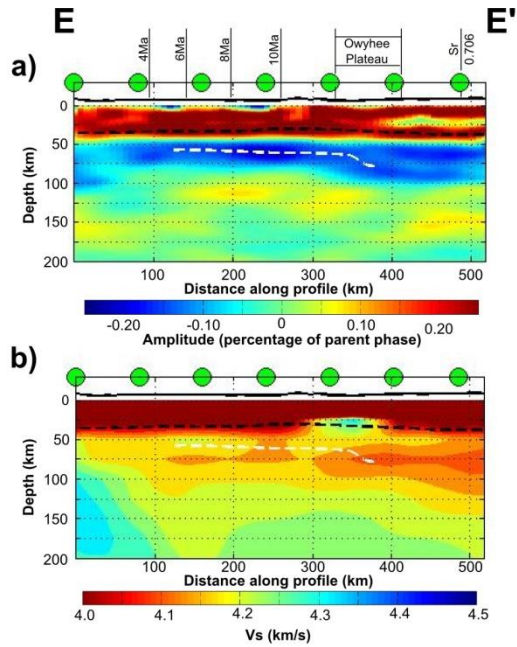 E
E'
4Ma
6Ma
8Ma
10Ma
Owyhee
Plateau
Sr
0.706
a)
0
50
100
150
200
Depth (km)
100 200 300 400 500
Distance along profile (km)
-0.20 -0.10 0 0.10 0.20
Amplitude (percentage of parent phase)
b)
0
50
100
150
200
Depth (km)
100 200 300 400 500
Distance along profile (km)
4.0 4.1 4.2 4.3 4.4 4.5
Vs (km/s)